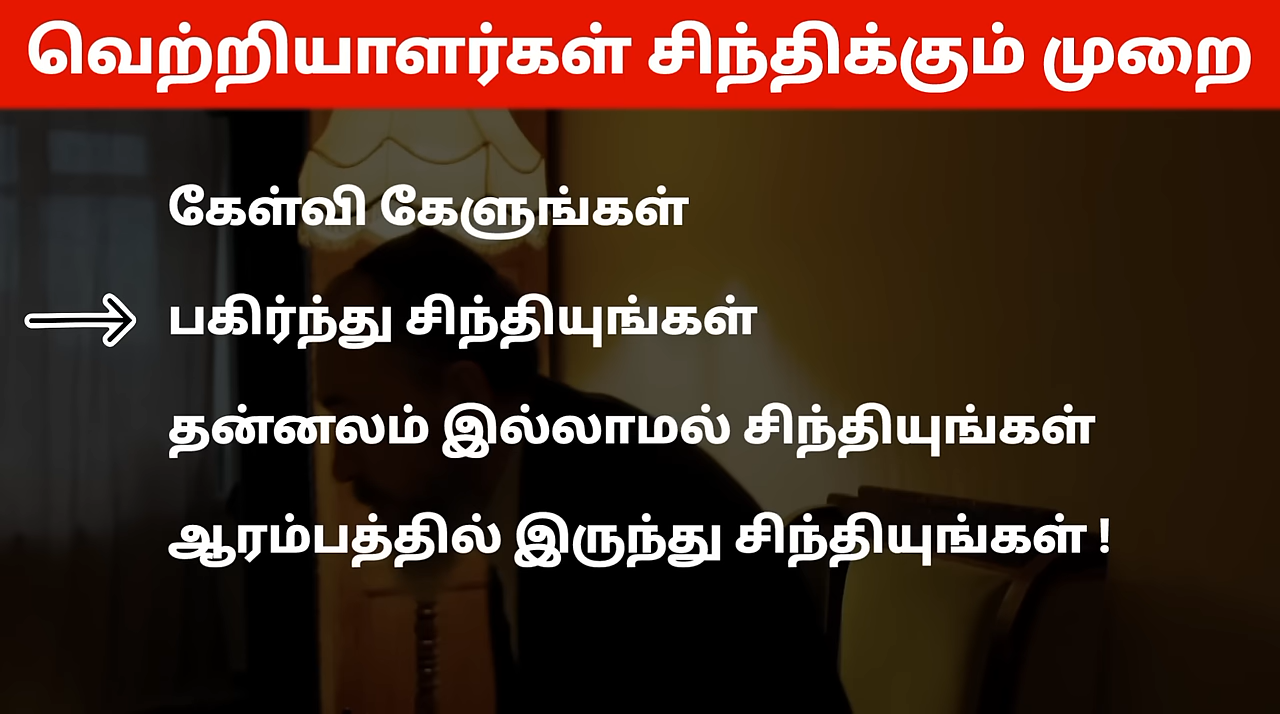 வெற்றியாளர்கள் சிந்திக்கும் முறை
கேள்வி கேளுங்கள்
பகிர்ந்து சிந்தியுங்கள்
தன்னலம் இல்லாமல் சிந்தியுங்கள்
ஆரம்பத்தில் இருந்து சிந்தியுங்கள் !